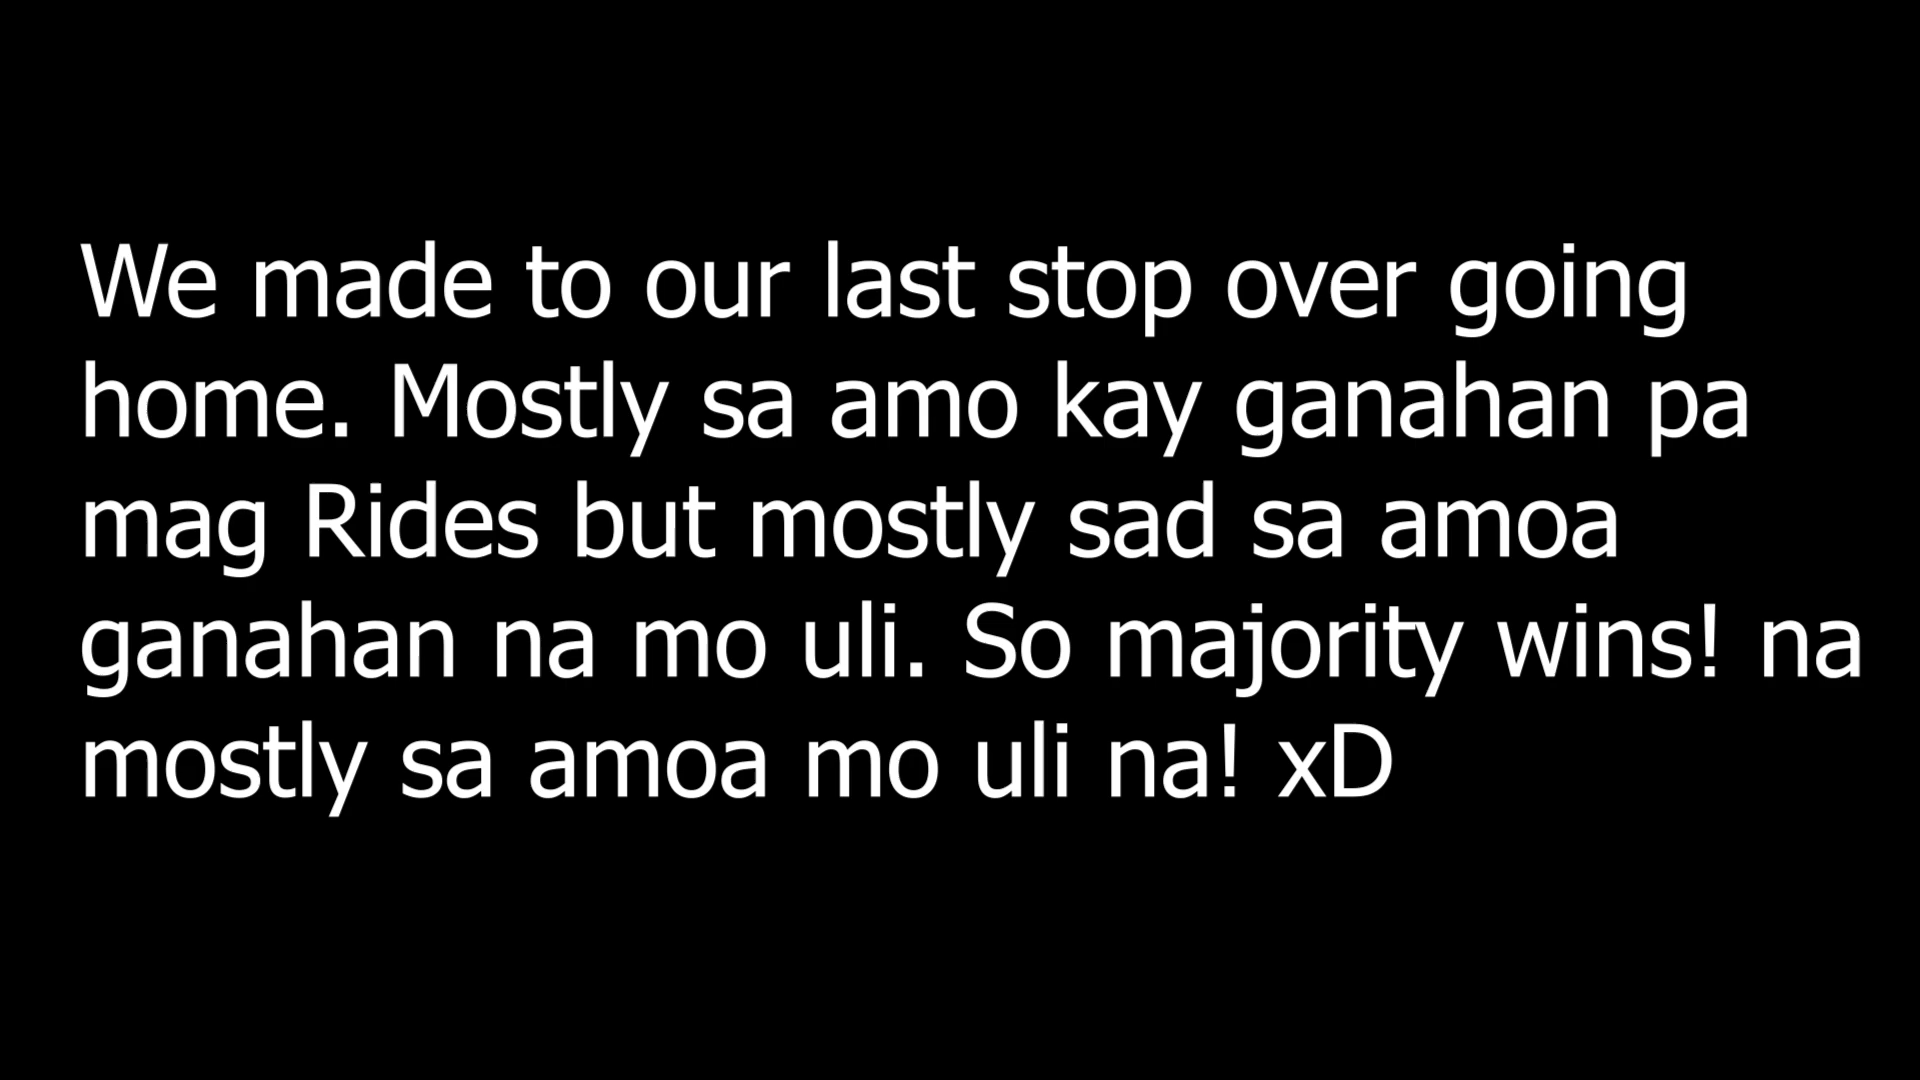 We made to our last stop over going
home. Mostly sa amo kay ganahan pa
mag Rides but mostly sad sa amoa
ganahan na mo uli. So majority wins! na
mostly sa amoa mo uli na! xD